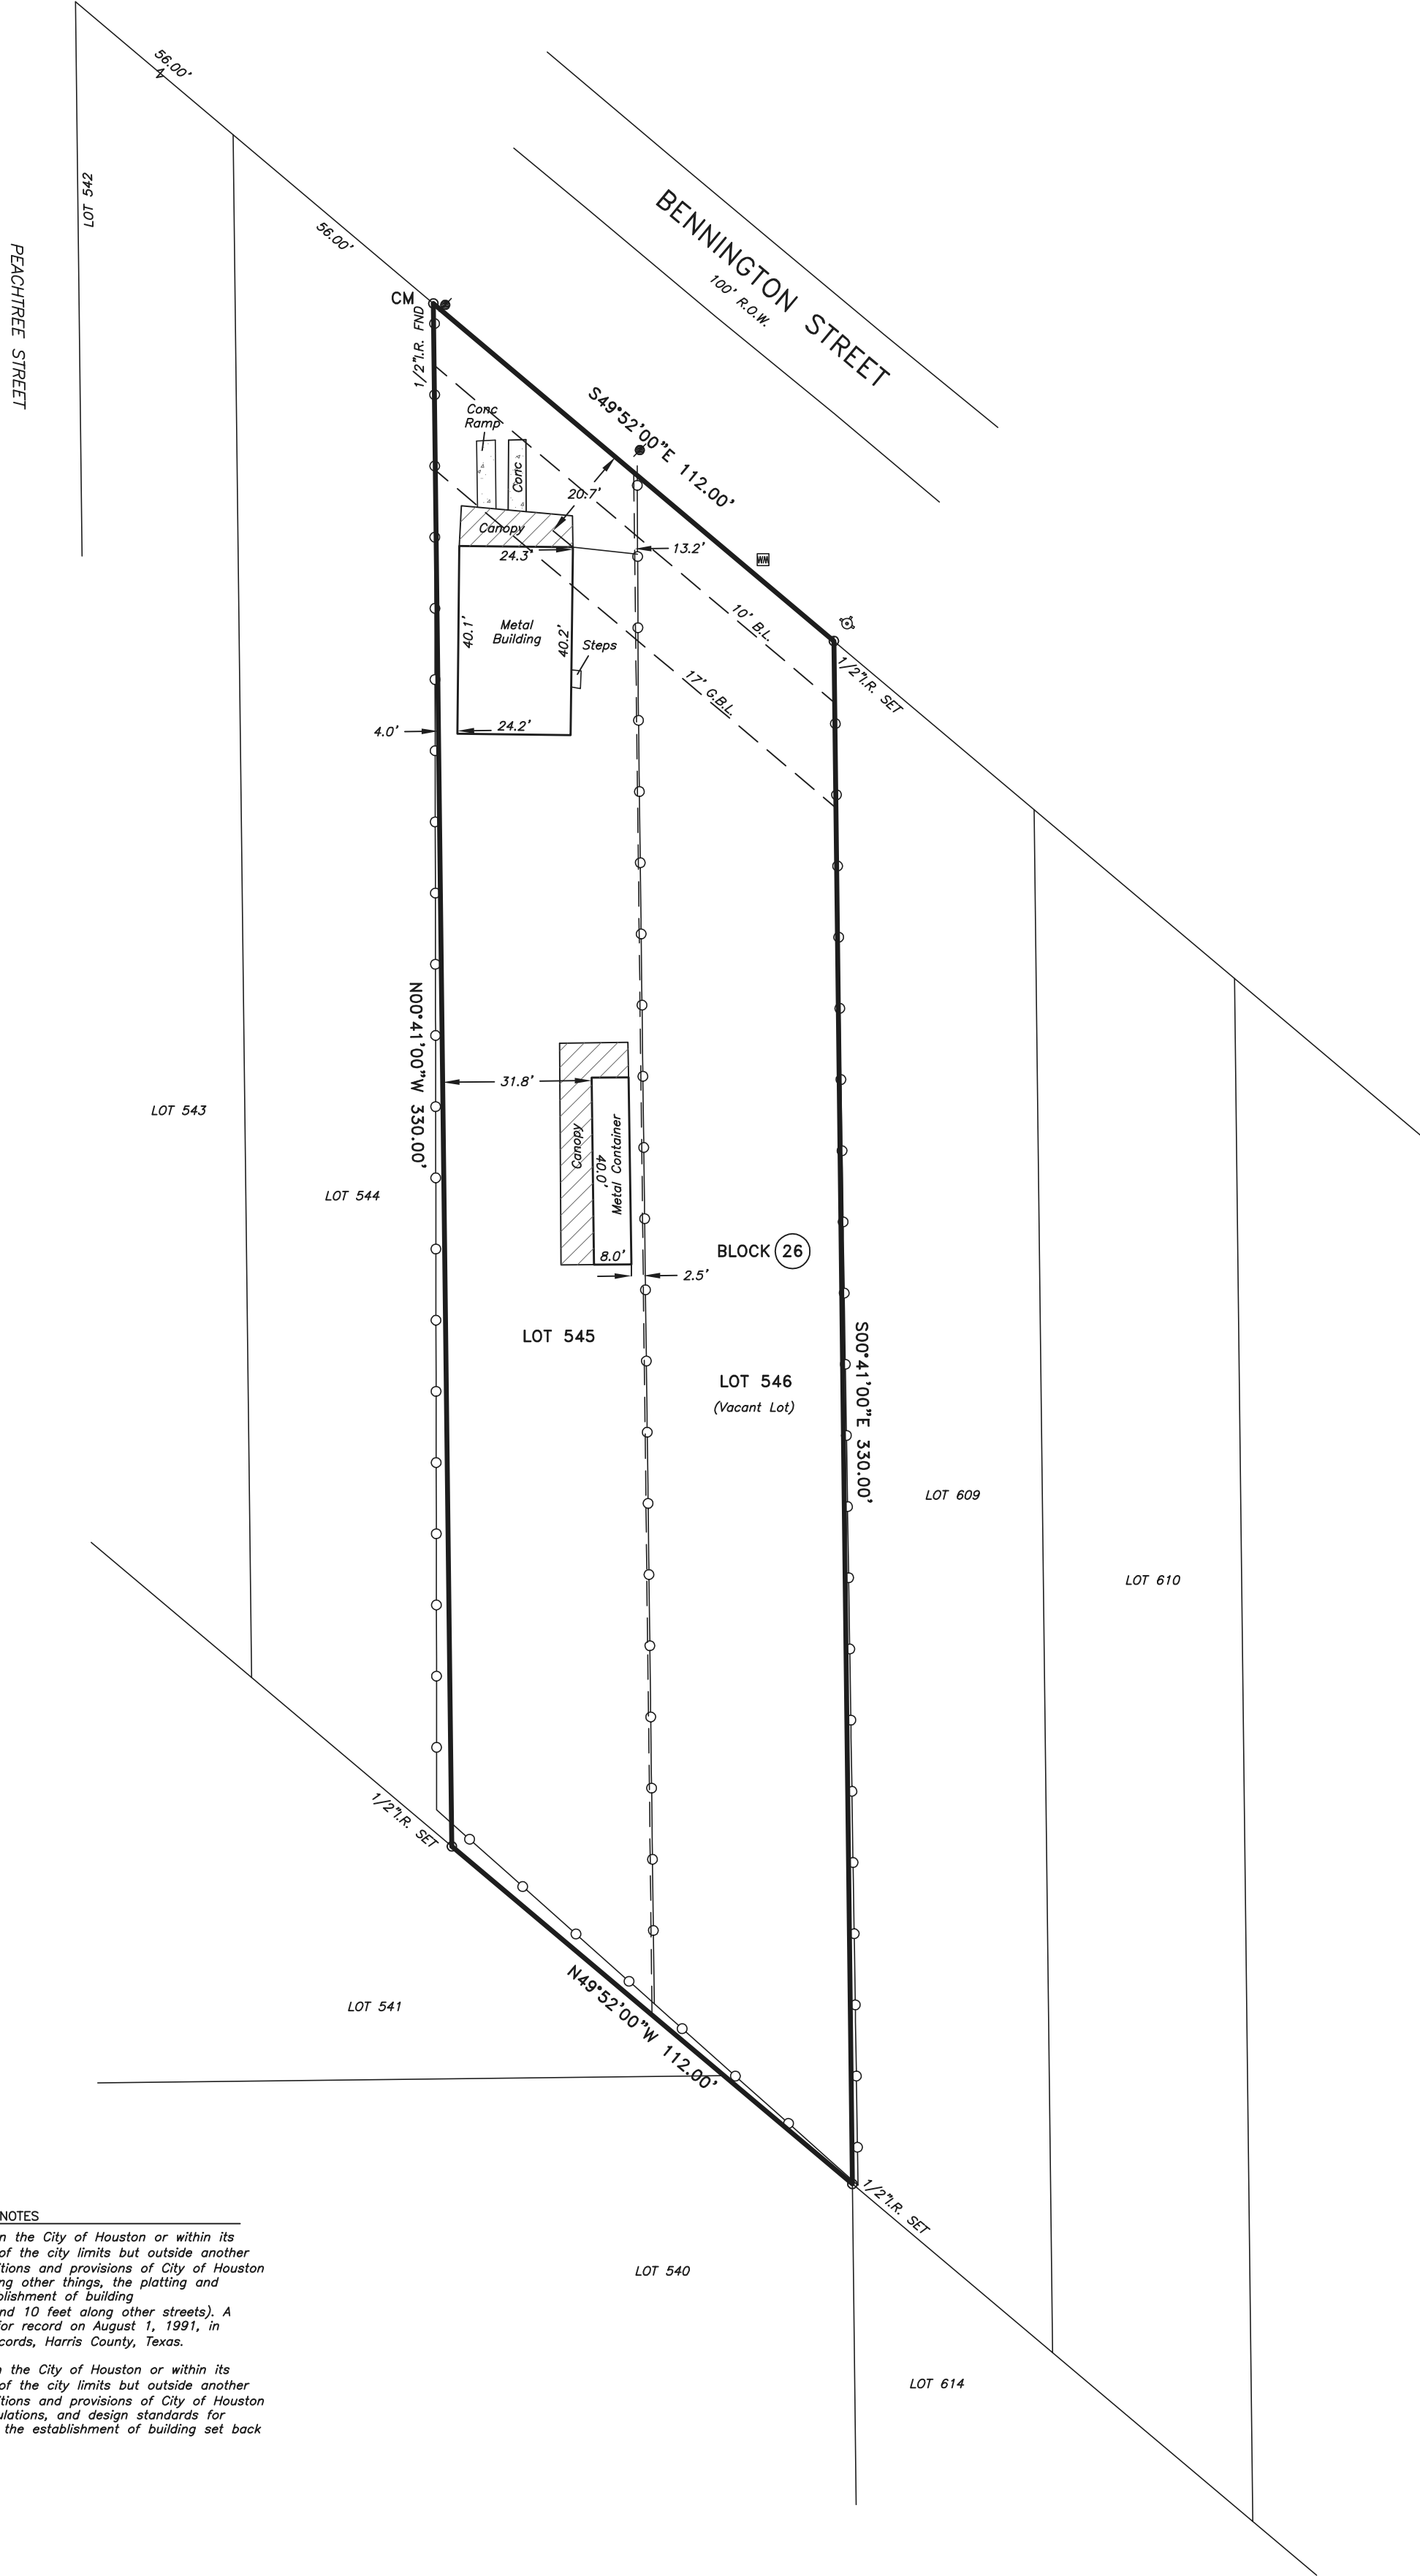 56.00'
LOT 542
PEACHTREE STREET
56.00'
BENNINGTON STREET
100' R.O.W.
CM
1/2"I.R. FND
S49°52'00"E 112.00'
Conc
Ramp
Conc
20.7'
Canopy
24.3'
13.2'
WM
10' B.L.
Metal
Building
40.1'
40.2'
Steps
1/2"I.R. SET
17' G.B.L.
4.0'
24.2'
N00°41'00"W 330.00'
31.8'
LOT 543
Canopy
40.0'
Metal Container
LOT 544
BLOCK 26
8.0'
2.5'
LOT 545
S00°41'00"E 330.00'
LOT 546
(Vacant Lot)
LOT 609
LOT 610
1/2"I.R. SET
N49°52'00"W 112.00'
LOT 541
1/2"I.R. SET
LOT 540
LOT 614
NOTES
n the City of Houston or within its
of the city limits but outside another
tions and provisions of City of Houston
ng other things, the platting and
blishment of building
nd 10 feet along other streets). A
for record on August 1, 1991, in
cords, Harris County, Texas.
n the City of Houston or within its
of the city limits but outside another
tions and provisions of City of Houston
ulations, and design standards for
the establishment of building set back